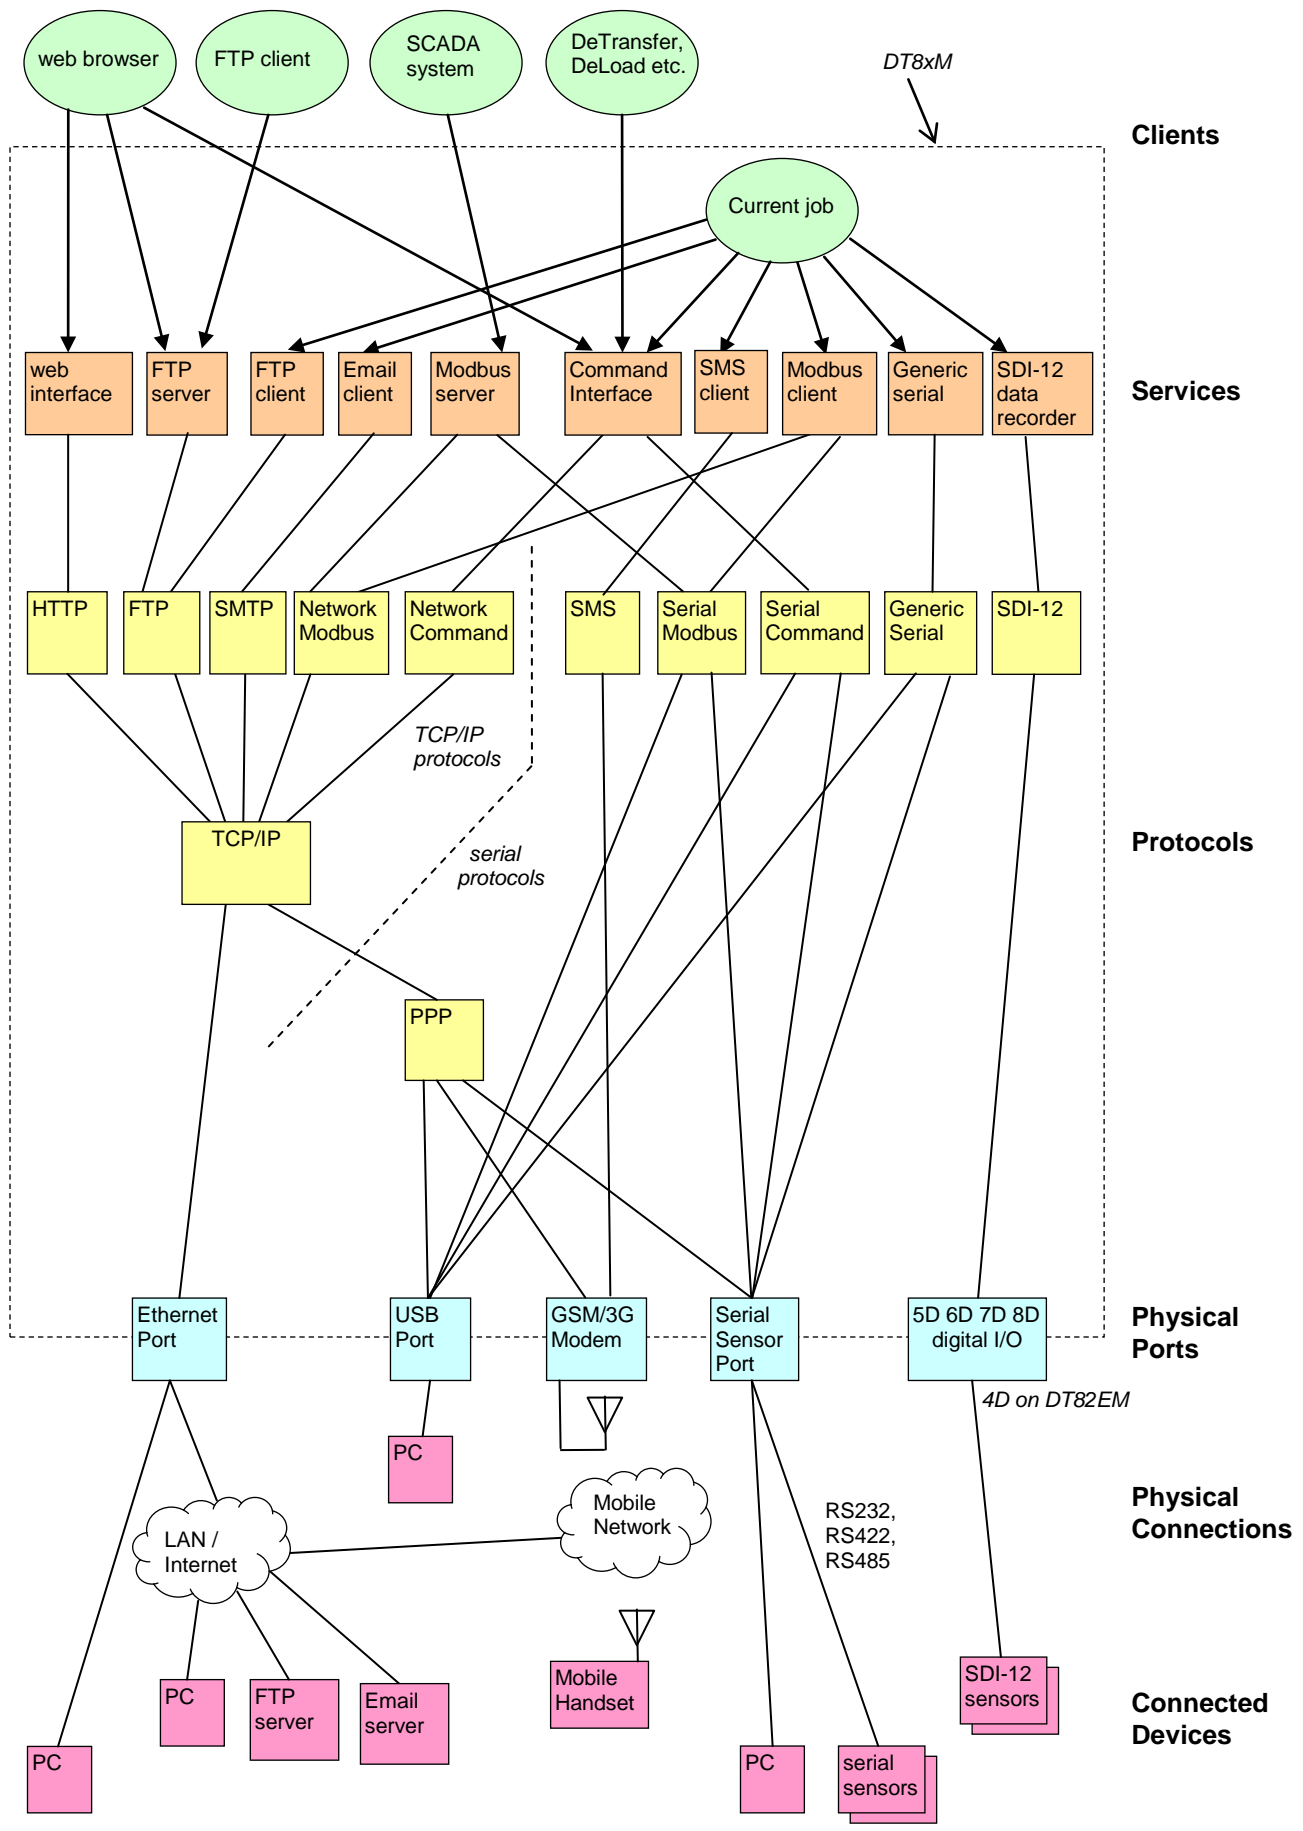 web browser
FTP client
SCADA
system
DeTransfer,
DeLoad etc.
DT8xM
Clients
Current job
web
interface
FTP
server
FTP
client
Email
client
Modbus
server
Command
Interface
SMS
client
Modbus
client
Generic
serial
SDI-12
data
recorder
Services
HTTP
FTP
SMTP
Network
Modbus
Network
Command
SMS
Serial
Modbus
Serial
Command
Generic
Serial
SDI-12
TCP/IP
protocols
TCP/IP
serial
protocols
Protocols
PPP
Ethernet
Port
USB
Port
GSM/3G
Modem
Serial
Sensor
Port
5D 6D 7D 8D
digital I/O
Physical
Ports
4D on DT82EM
PC
LAN /
Internet
Mobile
Network
RS232,
RS422,
RS485
Physical
Connections
PC
FTP
server
Email
server
Mobile
Handset
SDI-12
sensors
Connected
Devices
PC
PC
serial
sensors